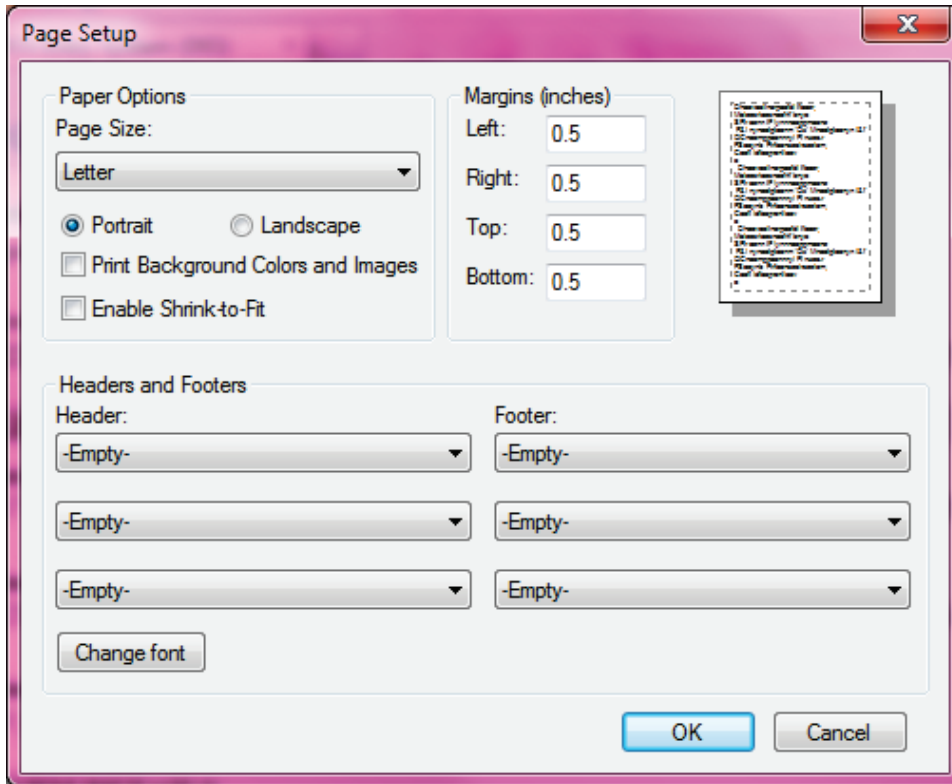 Page Setup
Paper Options
Page Size:
Letter
Portrait
Landscape
Print Background Colors and Images
Enable Shrink-to-Fit
Margins (inches)
Left: 0.5
Right: 0.5
Top: 0.5
Bottom: 0.5
Headers and Footers
Header:
Footer:
-Empty-
-Empty-
-Empty-
-Empty-
-Empty-
-Empty-
Change font
OK
Cancel